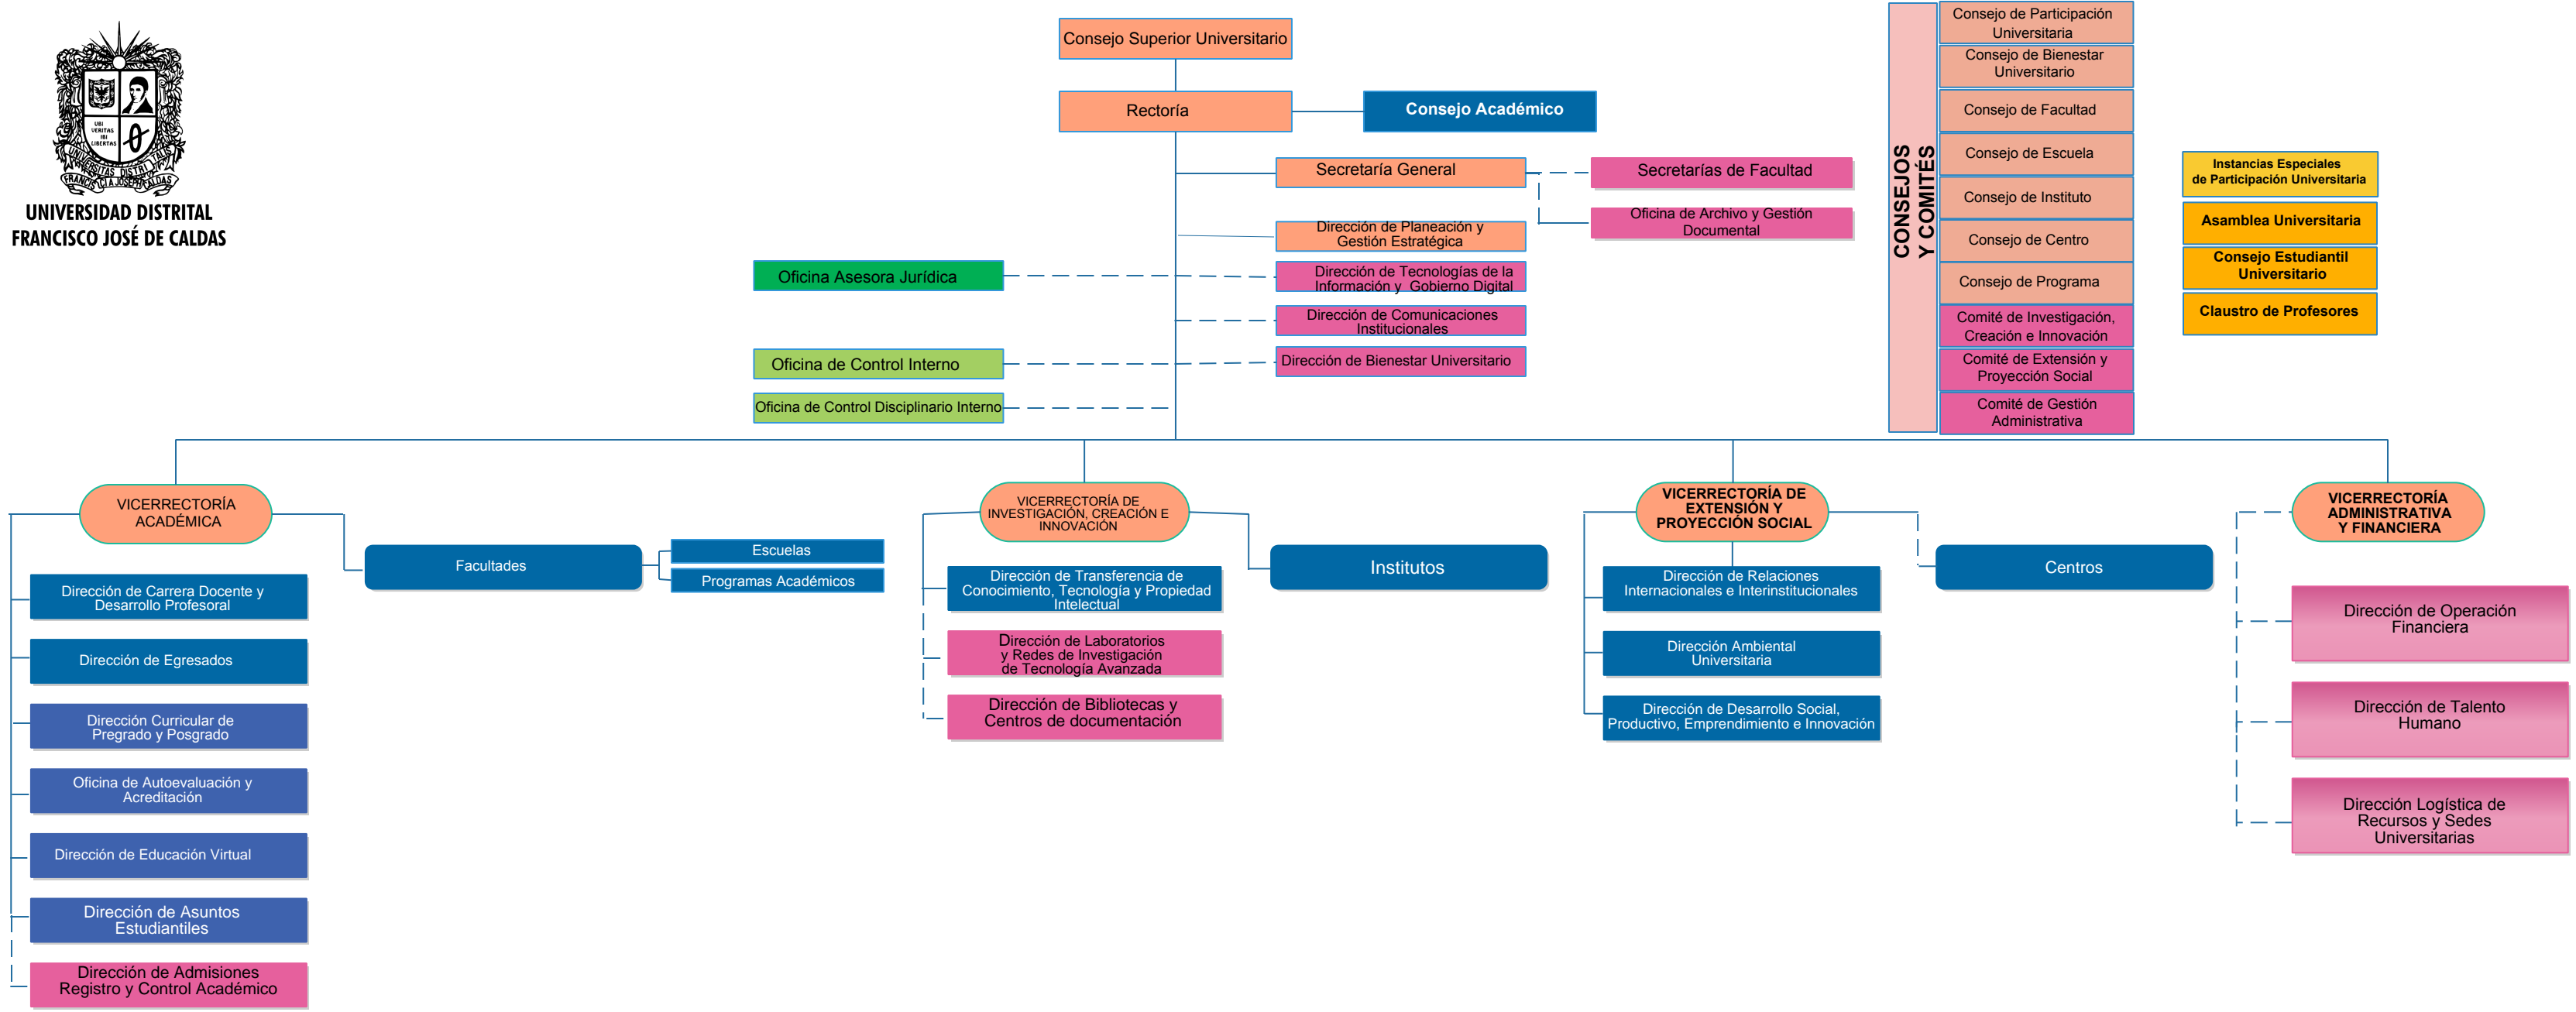 UBI
VERITAS
IBI
LIBERTAS
UNIVERSITAS DISTRITALIS
UNIVERSIDAD DISTRITAL
FRANCISCO JOSÉ DE CALDAS
Consejo Superior Universitario
Rectoría
Consejo Académico
Secretaría General
Secretarías de Facultad
Oficina de Archivo y Gestión
Documental
Dirección de Planeación y
Gestión Estratégica
Oficina Asesora Jurídica
Dirección de Tecnologías de la
Información y Gobierno Digital
Dirección de Comunicaciones
Institucionales
Oficina de Control Interno
Dirección de Bienestar Universitario
Oficina de Control Disciplinario Interno
CONSEJOS
Y COMITÉS
Consejo de Participación
Universitaria
Consejo de Bienestar
Universitario
Consejo de Facultad
Consejo de Escuela
Consejo de Instituto
Consejo de Centro
Consejo de Programa
Comité de Investigación,
Creación e Innovación
Comité de Extensión y
Proyección Social
Comité de Gestión
Administrativa
Instancias Especiales
de Participación Universitaria
Asamblea Universitaria
Consejo Estudiantil
Universitario
Claustro de Profesores
VICERRECTORÍA
ACADÉMICA
Facultades
Escuelas
Programas Académicos
Dirección de Carrera Docente y
Desarrollo Profesoral
Dirección de Egresados
Dirección Curricular de
Pregrado y Posgrado
Oficina de Autoevaluación y
Acreditación
Dirección de Educación Virtual
Dirección de Asuntos
Estudiantiles
Dirección de Admisiones
Registro y Control Académico
VICERRECTORÍA DE
INVESTIGACIÓN, CREACIÓN E
INNOVACIÓN
Institutos
Dirección de Transferencia de
Conocimiento, Tecnología y Propiedad
Intelectual
Dirección de Laboratorios
y Redes de Investigación
de Tecnología Avanzada
Dirección de Bibliotecas y
Centros de documentación
VICERRECTORÍA DE
EXTENSIÓN Y
PROYECCIÓN SOCIAL
Centros
Dirección de Relaciones
Internacionales e Interinstitucionales
Dirección Ambiental
Universitaria
Dirección de Desarrollo Social,
Productivo, Emprendimiento e Innovación
VICERRECTORÍA
ADMINISTRATIVA
Y FINANCIERA
Dirección de Operación
Financiera
Dirección de Talento
Humano
Dirección Logística de
Recursos y Sedes
Universitarias